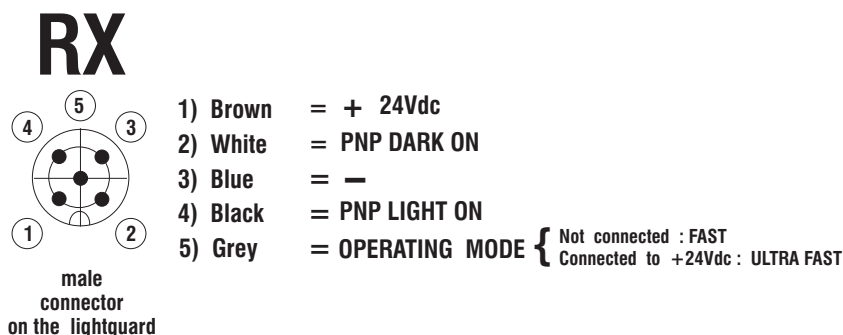 RX
5
4
3
1
2
male
connector
on the lightguard
1) Brown = + 24Vdc
2) White = PNP DARK ON
3) Blue = −
4) Black = PNP LIGHT ON
5) Grey = OPERATING MODE { Not connected : FAST
Connected to +24Vdc : ULTRA FAST